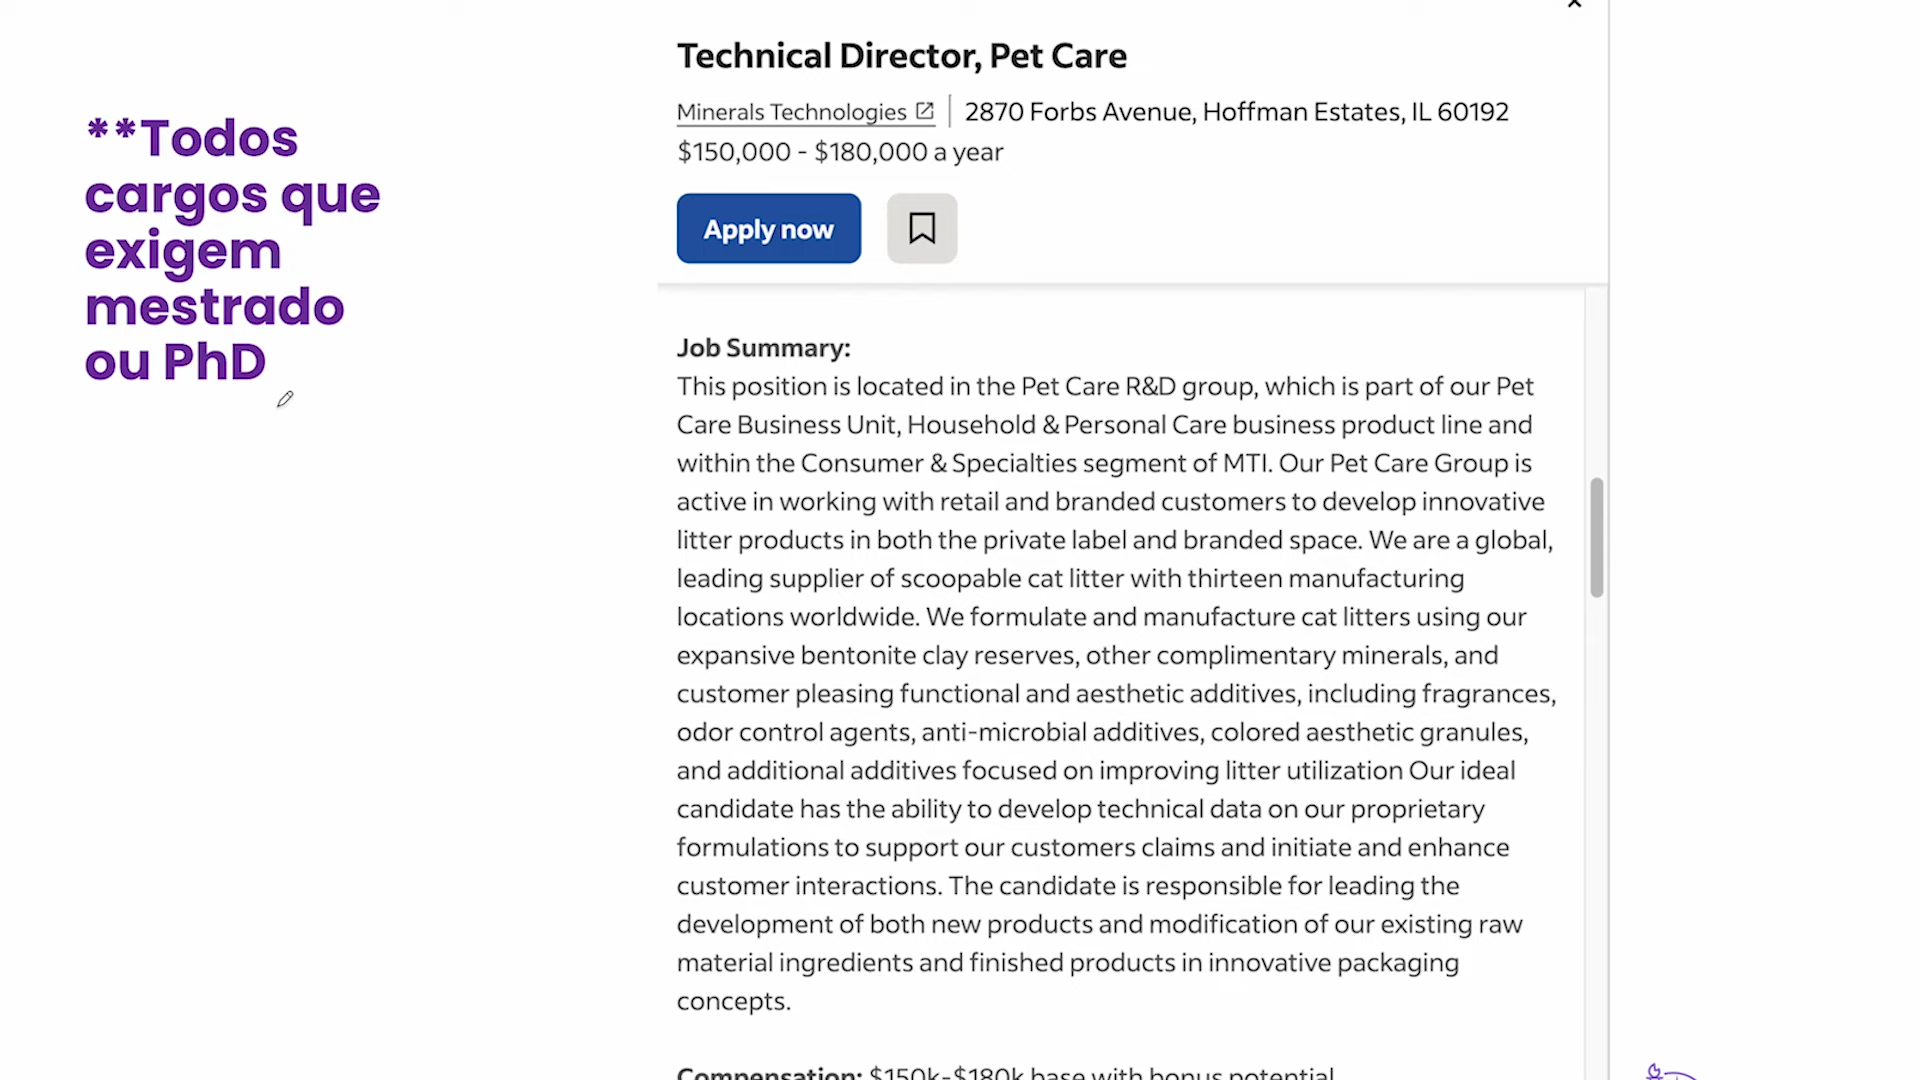 **Todos
cargos que
exigem
mestrado
ou PhD
Technical Director, Pet Care
Minerals Technologies
2870 Forbs Avenue, Hoffman Estates, IL 60192
$150,000 - $180,000 a year
Apply now
Job Summary:
This position is located in the Pet Care R&D group, which is part of our Pet
Care Business Unit, Household & Personal Care business product line and
within the Consumer & Specialties segment of MTI. Our Pet Care Group is
active in working with retail and branded customers to develop innovative
litter products in both the private label and branded space. We are a global,
leading supplier of scoopable cat litter with thirteen manufacturing
locations worldwide. We formulate and manufacture cat litters using our
expansive bentonite clay reserves, other complimentary minerals, and
customer pleasing functional and aesthetic additives, including fragrances,
odor control agents, anti-microbial additives, colored aesthetic granules,
and additional additives focused on improving litter utilization Our ideal
candidate has the ability to develop technical data on our proprietary
formulations to support our customers claims and initiate and enhance
customer interactions. The candidate is responsible for leading the
development of both new products and modification of our existing raw
material ingredients and finished products in innovative packaging
concepts.
Compensation: $150k-$180k base with bonus potential